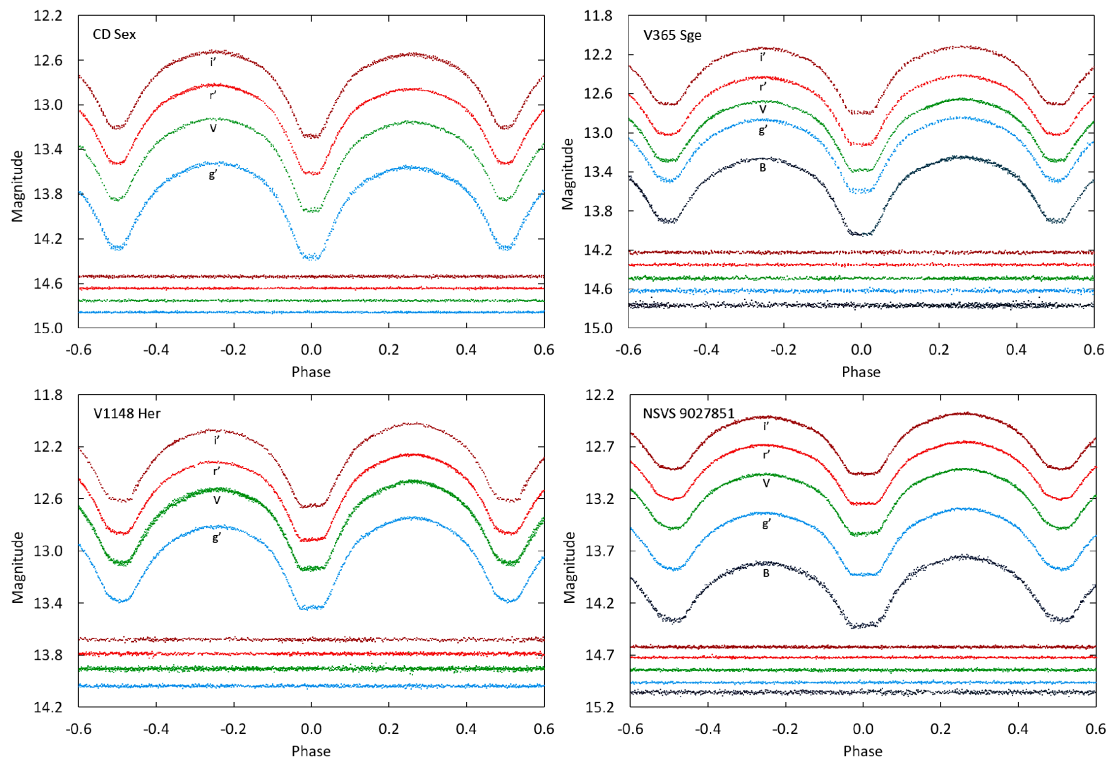 CD Sex
12.2
12.6
13.0
13.4
13.8
14.2
14.6
15.0
Magnitude
i'
r'
V
g'
-0.6 -0.4 -0.2 0.0 0.2 0.4 0.6
Phase
V365 Sge
11.8
12.2
12.6
13.0
13.4
13.8
14.2
14.6
15.0
Magnitude
i'
r'
V
g'
B
-0.6 -0.4 -0.2 0.0 0.2 0.4 0.6
Phase
V1148 Her
11.8
12.2
12.6
13.0
13.4
13.8
14.2
Magnitude
i'
r'
V
g'
-0.6 -0.4 -0.2 0.0 0.2 0.4 0.6
Phase
NSVS 9027851
12.2
12.7
13.2
13.7
14.2
14.7
15.2
Magnitude
i'
r'
V
g'
B
-0.6 -0.4 -0.2 0.0 0.2 0.4 0.6
Phase